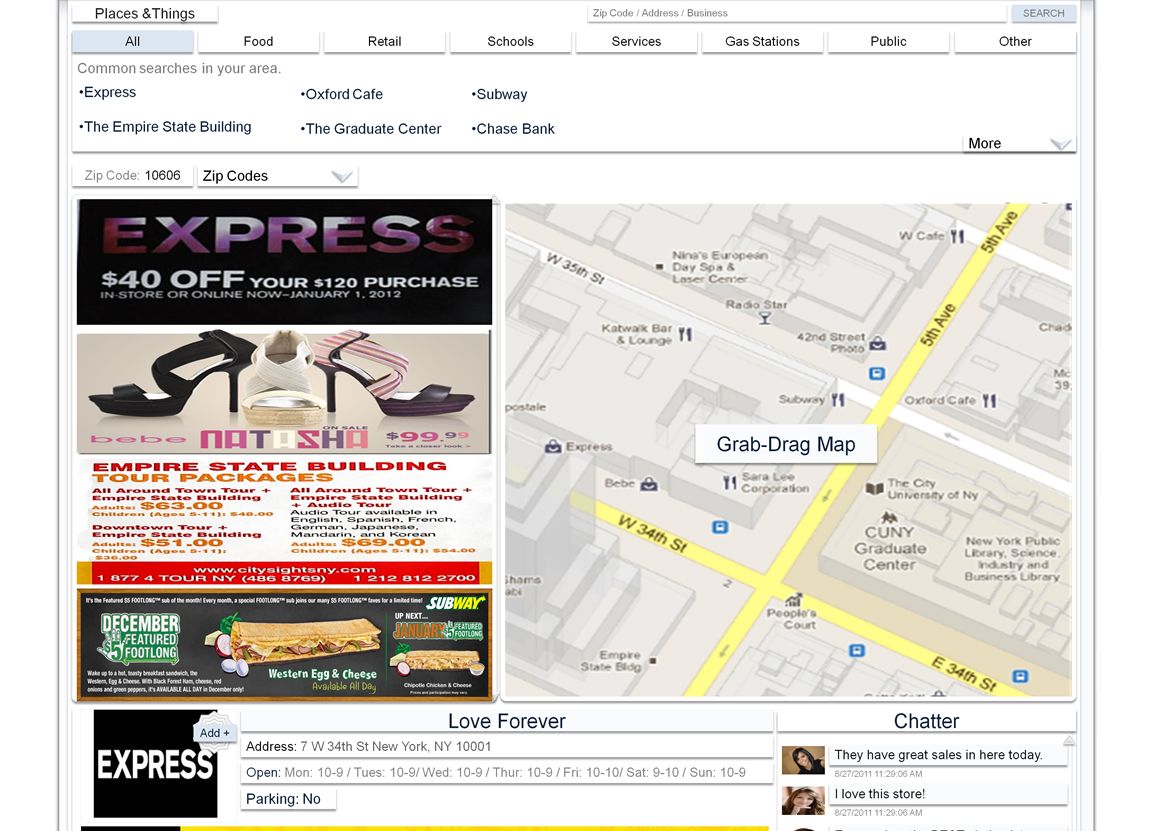 Places &Things
Zip Code / Address / Business
SEARCH
All
Food
Retail
Schools
Services
Gas Stations
Public
Other
Common searches in your area.
•Express
•Oxford Cafe
•Subway
•The Empire State Building
•The Graduate Center
•Chase Bank
More
Zip Code: 10606
Zip Codes
EXPRESS
$40 OFF YOUR $120 PURCHASE
IN-STORE OR ONLINE NOW–JANUARY 1, 2012
ON SALE
bebe NATASHA $99.99
Take a closer look
EMPIRE STATE BUILDING
TOUR PACKAGES
All Around Town Tour +
Empire State Building
Adults: $63.00
Children (Ages 5-11): $48.00
Downtown Tour +
Empire State Building
Adults: $51.00
Children (Ages 5-11):
$36.00
All Around Town Tour +
Empire State Building
+ Audio Tour
Audio Tour available in
English, Spanish, French,
German, Japanese,
Mandarin, and Korean
Adults: $69.00
Children (Ages 5-11): $54.00
www.citysightsny.com
1 877 4 TOUR NY (486 8769) 1 212 812 2700
It's the Featured $5 FOOTLONG™ sub of the month! Every month, a special FOOTLONG™ sub joins our many $5 FOOTLONG™ faves for a limited time!
SUBWAY
DECEMBER
$5 FEATURED
FOOTLONG
UP NEXT...
JANUARY $5 FEATURED
FOOTLONG
Wake up to a hot, toasty breakfast sandwich, the
Western, Egg & Cheese. With Black Forest Ham, cheese, red
onions and green peppers, it's AVAILABLE ALL DAY in December only!
Western Egg & Cheese
Available All Day
Chipotle Chicken & Cheese
Prices and participation may vary.
W Cafe
5th Ave
Nina's European
Day Spa &
Laser Center
W 35th St
Radio Star
Katwalk Bar
& Lounge
42nd Street
Photo
5th Ave
Chad
Mc
39
Subway
Oxford Cafe
postale
Grab-Drag Map
Express
Bebe
Sara Lee
Corporation
The City
University of Ny
W 34th St
CUNY
Graduate
Center
New York Public
Library, Science,
Industry and
Business Library
Shams
abi
People's
Court
Empire
State Bldg
E 34th St
EXPRESS
Add +
Love Forever
Address: 7 W 34th St New York, NY 10001
Open: Mon: 10-9 / Tues: 10-9/ Wed: 10-9 / Thur: 10-9 / Fri: 10-10/ Sat: 9-10 / Sun: 10-9
Parking: No
Chatter
They have great sales in here today.
8/27/2011 11:29:06 AM
I love this store!
8/27/2011 11:29:06 AM